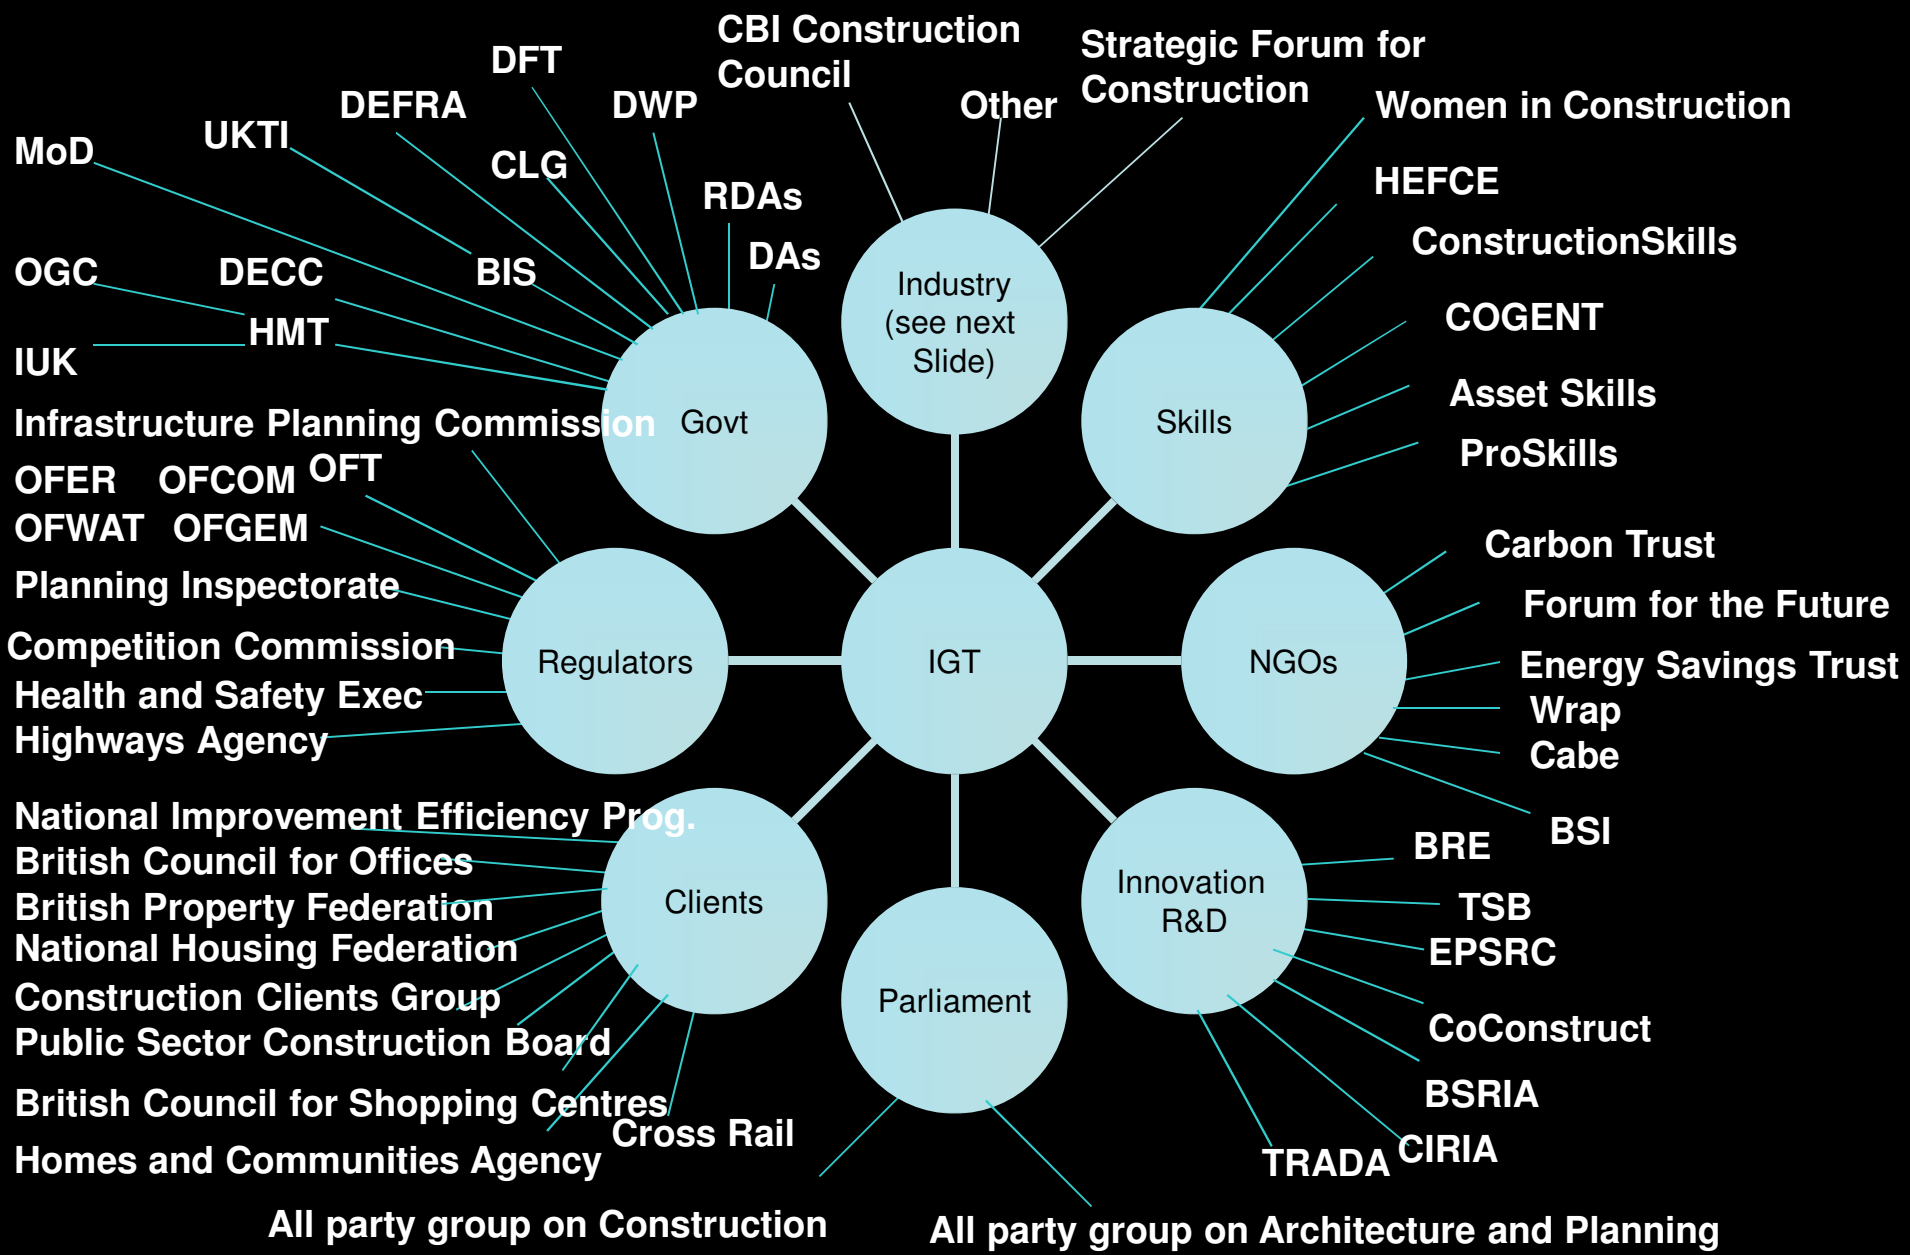 CBI Construction
Council
Strategic Forum for
Construction
DFT
DEFRA
DWP
Other
Women in Construction
UKTI
MoD
CLG
RDAs
HEFCE
DAs
ConstructionSkills
OGC
DECC
BIS
Industry
(see next
Slide)
COGENT
HMT
IUK
Asset Skills
Infrastructure Planning Commission
Govt
Skills
ProSkills
OFER
OFCOM
OFT
OFWAT
OFGEM
Carbon Trust
Planning Inspectorate
Forum for the Future
Competition Commission
Regulators
IGT
NGOs
Energy Savings Trust
Health and Safety Exec
Wrap
Highways Agency
Cabe
National Improvement Efficiency Prog.
BSI
BRE
British Council for Offices
British Property Federation
Clients
Innovation
R&D
TSB
National Housing Federation
EPSRC
Construction Clients Group
Parliament
CoConstruct
Public Sector Construction Board
BSRIA
British Council for Shopping Centres
Cross Rail
CIRIA
TRADA
Homes and Communities Agency
All party group on Construction
All party group on Architecture and Planning